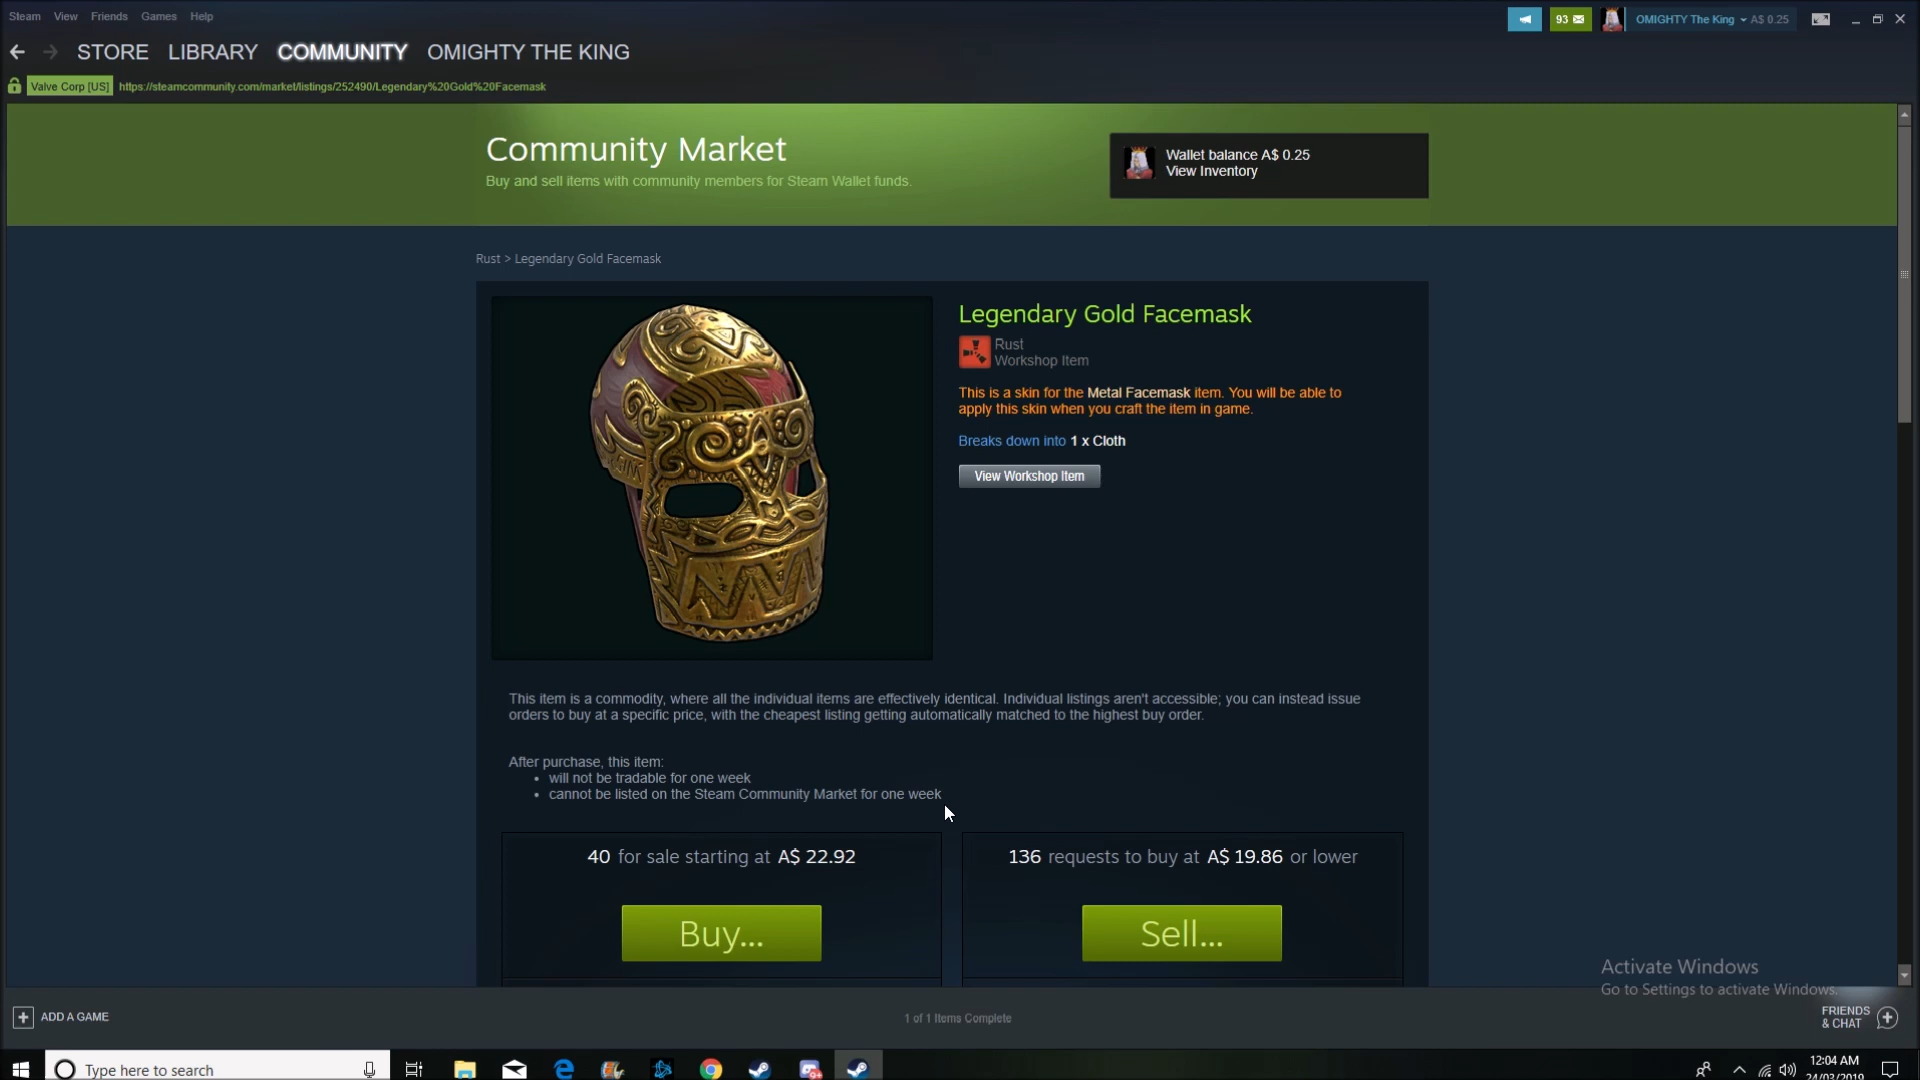 Steam View Friends Games Help
93
OMIGHTY The King A$ 0.25
STORE LIBRARY COMMUNITY OMIGHTY THE KING
Valve Corp [US] https://steamcommunity.com/market/listings/252490/Legendary%20Gold%20Facemask
Community Market
Buy and sell items with community members for Steam Wallet funds.
Wallet balance A$ 0.25
View Inventory
Rust > Legendary Gold Facemask
Legendary Gold Facemask
Rust
Workshop Item
This is a skin for the Metal Facemask item. You will be able to
apply this skin when you craft the item in game.
Breaks down into 1 x Cloth
View Workshop Item
This item is a commodity, where all the individual items are effectively identical. Individual listings aren't accessible; you can instead issue
orders to buy at a specific price, with the cheapest listing getting automatically matched to the highest buy order.
After purchase, this item:
• will not be tradable for one week
• cannot be listed on the Steam Community Market for one week
40 for sale starting at A$ 22.92
136 requests to buy at A$ 19.86 or lower
Buy...
Sell...
Activate Windows
Go to Settings to activate Windows.
+ ADD A GAME
1 of 1 Items Complete
FRIENDS
& CHAT
Type here to search
12:04 AM
24/03/2019